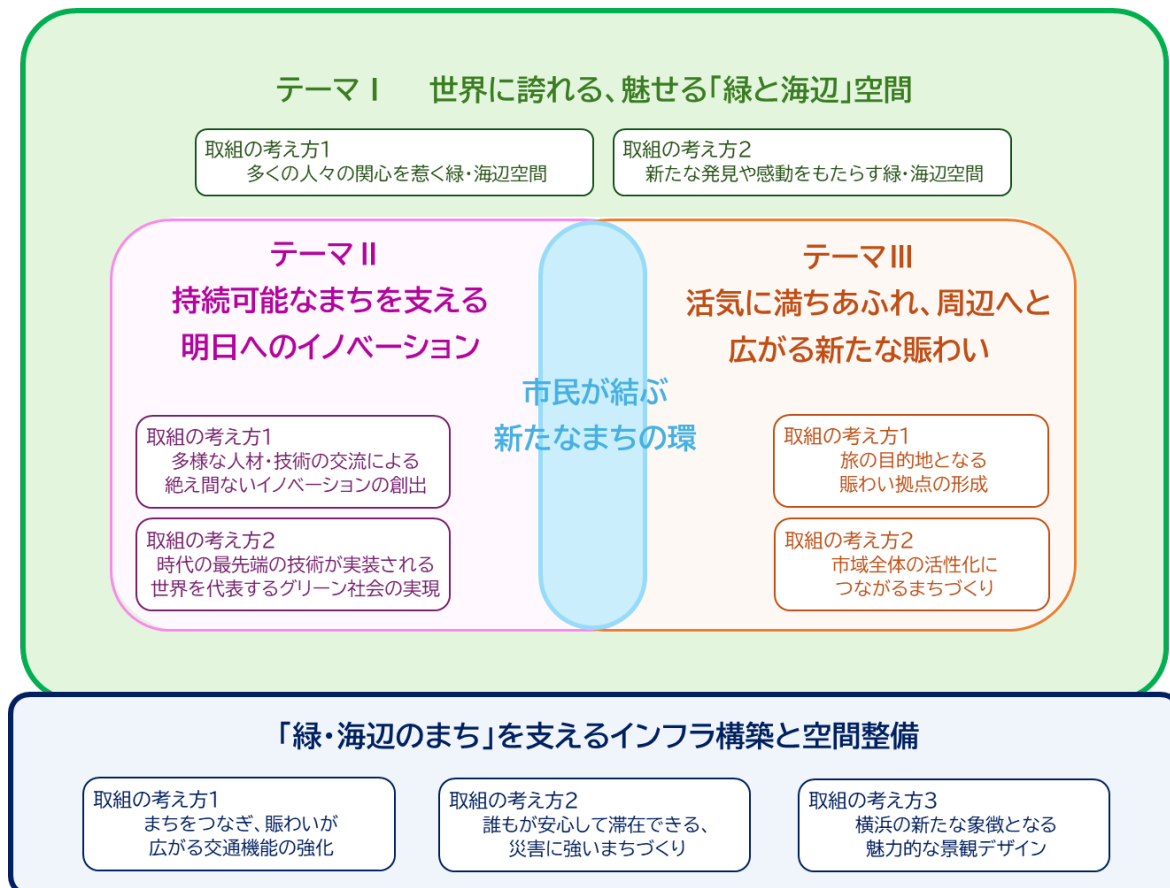 テーマⅠ 世界に誇れる、魅せる「緑と海辺」空間
取組の考え方1
多くの人々の関心を惹く緑・海辺空間
取組の考え方2
新たな発見や感動をもたらす緑・海辺空間
テーマⅡ
持続可能なまちを支える
明日へのイノベーション
取組の考え方1
多様な人材・技術の交流による
絶え間ないイノベーションの創出
取組の考え方2
時代の最先端の技術が実装される
世界を代表するグリーン社会の実現
市民が結ぶ
新たなまちの環
テーマⅢ
活気に満ちあふれ、周辺へと
広がる新たな賑わい
取組の考え方1
旅の目的地となる
賑わい拠点の形成
取組の考え方2
市域全体の活性化に
つながるまちづくり
「緑・海辺のまち」を支えるインフラ構築と空間整備
取組の考え方1
まちをつなぎ、賑わいが
広がる交通機能の強化
取組の考え方2
誰もが安心して滞在できる、
災害に強いまちづくり
取組の考え方3
横浜の新たな象徴となる
魅力的な景観デザイン